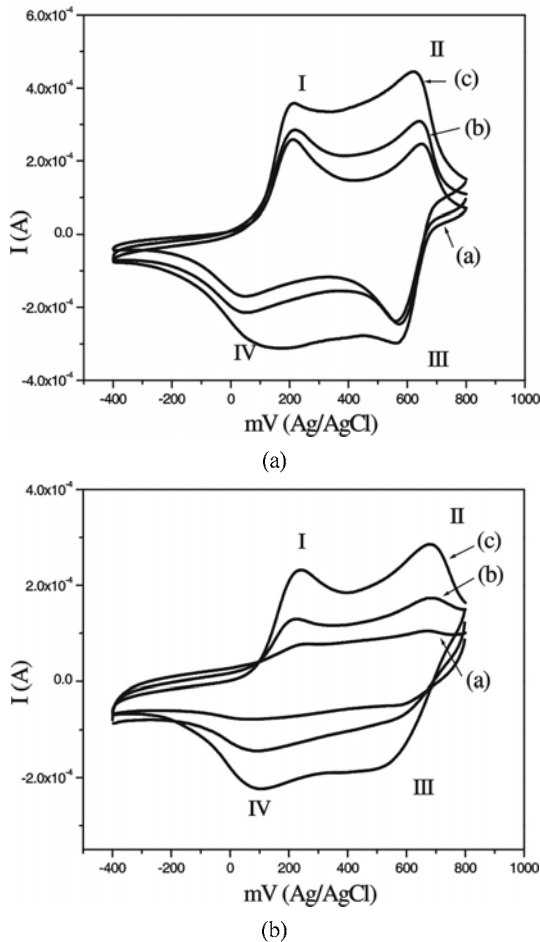 6.0x10⁻⁴
4.0x10⁻⁴
2.0x10⁻⁴
0.0
-2.0x10⁻⁴
-4.0x10⁻⁴
I (A)
I
II
(c)
(b)
(a)
IV
III
-400 -200 0 200 400 600 800 1000
mV (Ag/AgCl)
(a)
4.0x10⁻⁴
2.0x10⁻⁴
0.0
-2.0x10⁻⁴
I (A)
I
II
(c)
(b)
(a)
IV
III
-400 -200 0 200 400 600 800 1000
mV (Ag/AgCl)
(b)